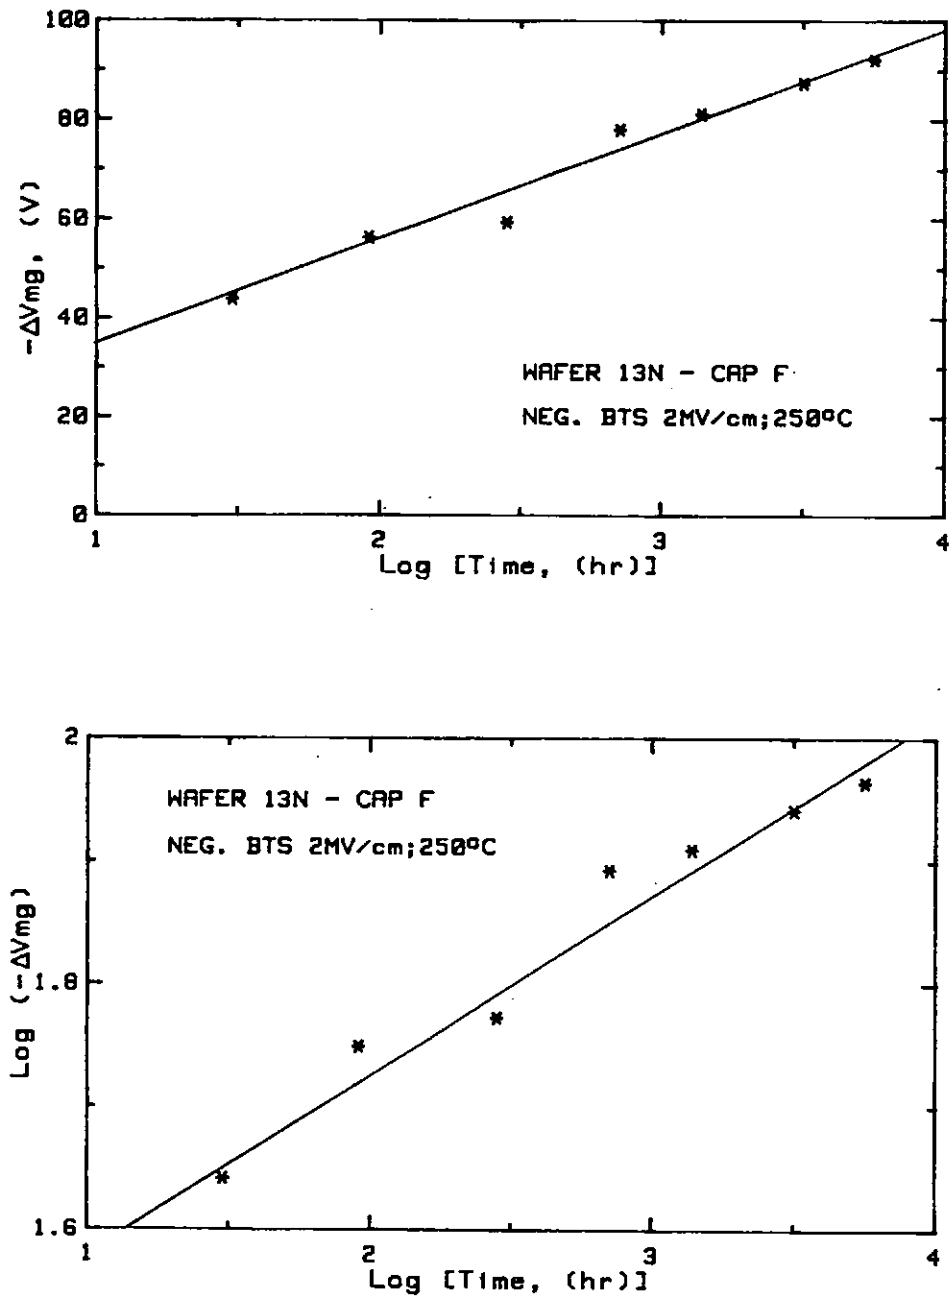 100
80
60
40
20
0
-ΔVmg, (V)
WAFER 13N - CAP F
NEG. BTS 2MV/cm;250ºC
1 2 3 4
Log [Time, (hr)]
2
1.8
1.6
Log (-ΔVmg)
WAFER 13N - CAP F
NEG. BTS 2MV/cm;250ºC
1 2 3 4
Log [Time, (hr)]